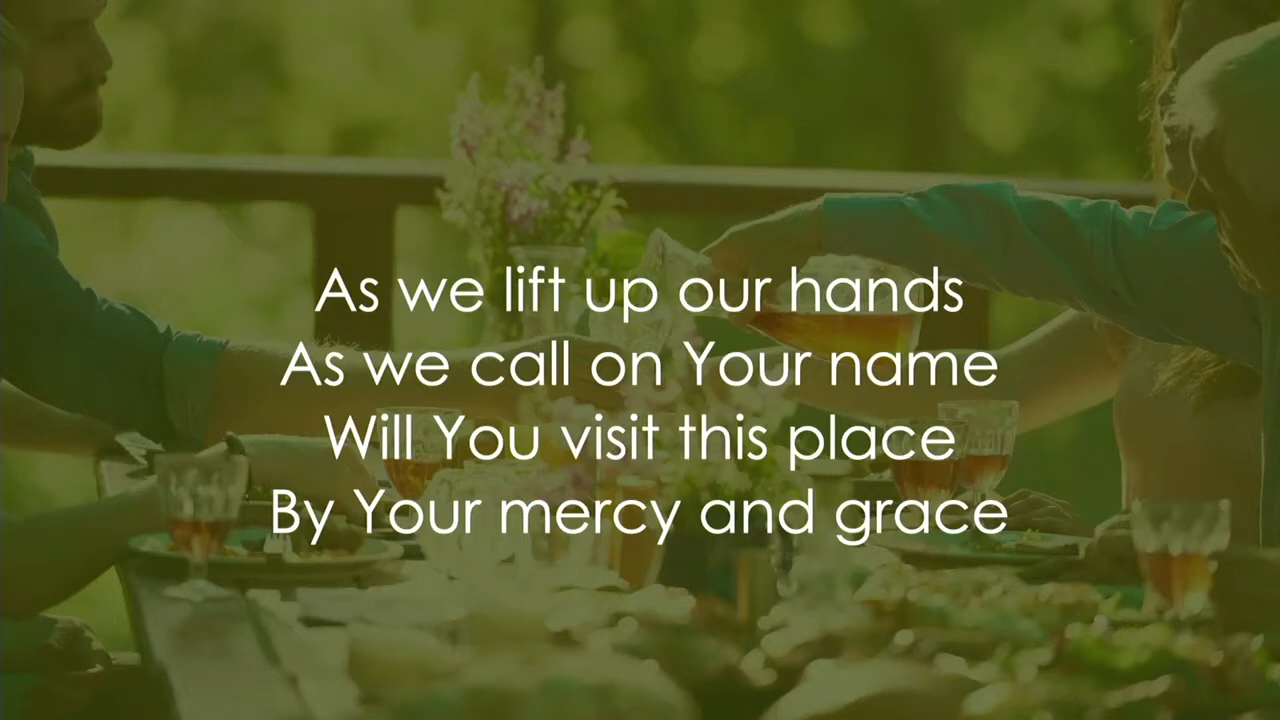 As we lift up our hands
As we call on Your name
Will You visit this place
By Your mercy and grace